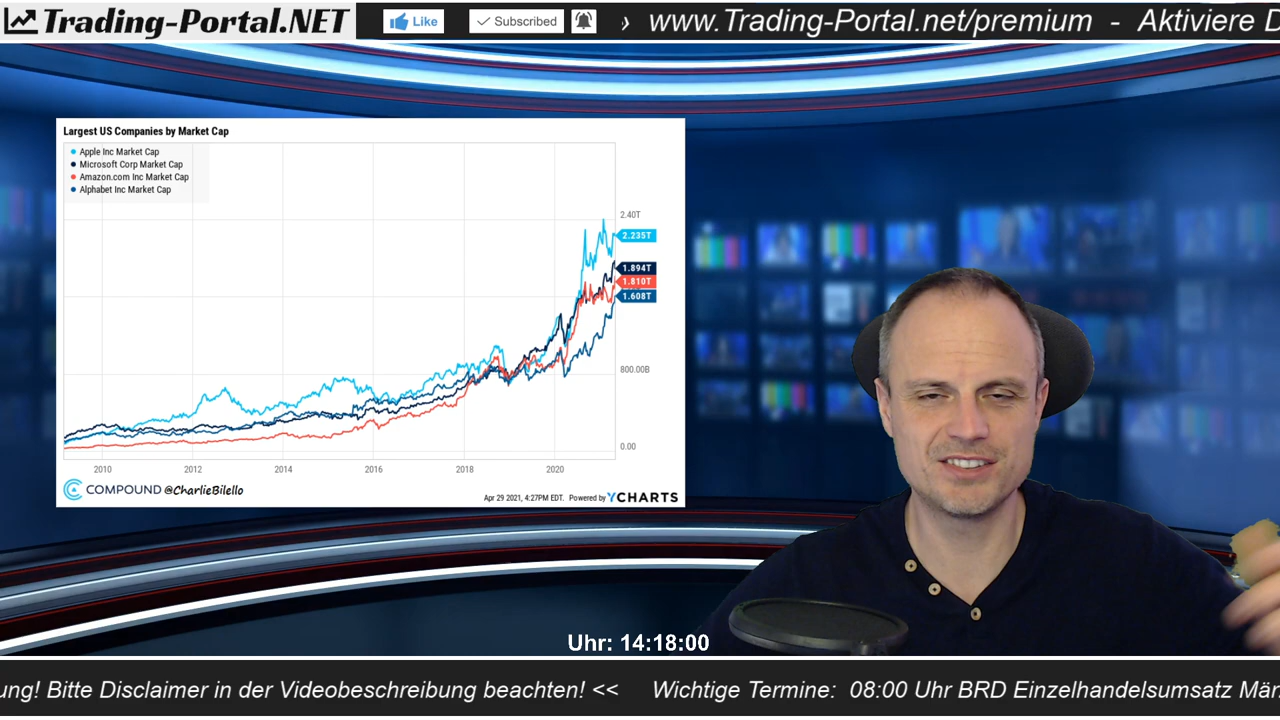 Trading-Portal.NET
Like
Subscribed
www.Trading-Portal.net/premium - Aktiviere D
Largest US Companies by Market Cap
Apple Inc Market Cap
Microsoft Corp Market Cap
Amazon.com Inc Market Cap
Alphabet Inc Market Cap
2.40T
2.235T
1.894T
1.810T
1.608T
800.00B
0.00
2010 2012 2014 2016 2018 2020
COMPOUND @CharlieBilello
Apr 29 2021, 4:27PM EDT. Powered by YCHARTS
Uhr: 14:18:00
ung! Bitte Disclaimer in der Videobeschreibung beachten! << Wichtige Termine: 08:00 Uhr BRD Einzelhandelsumsatz Mär